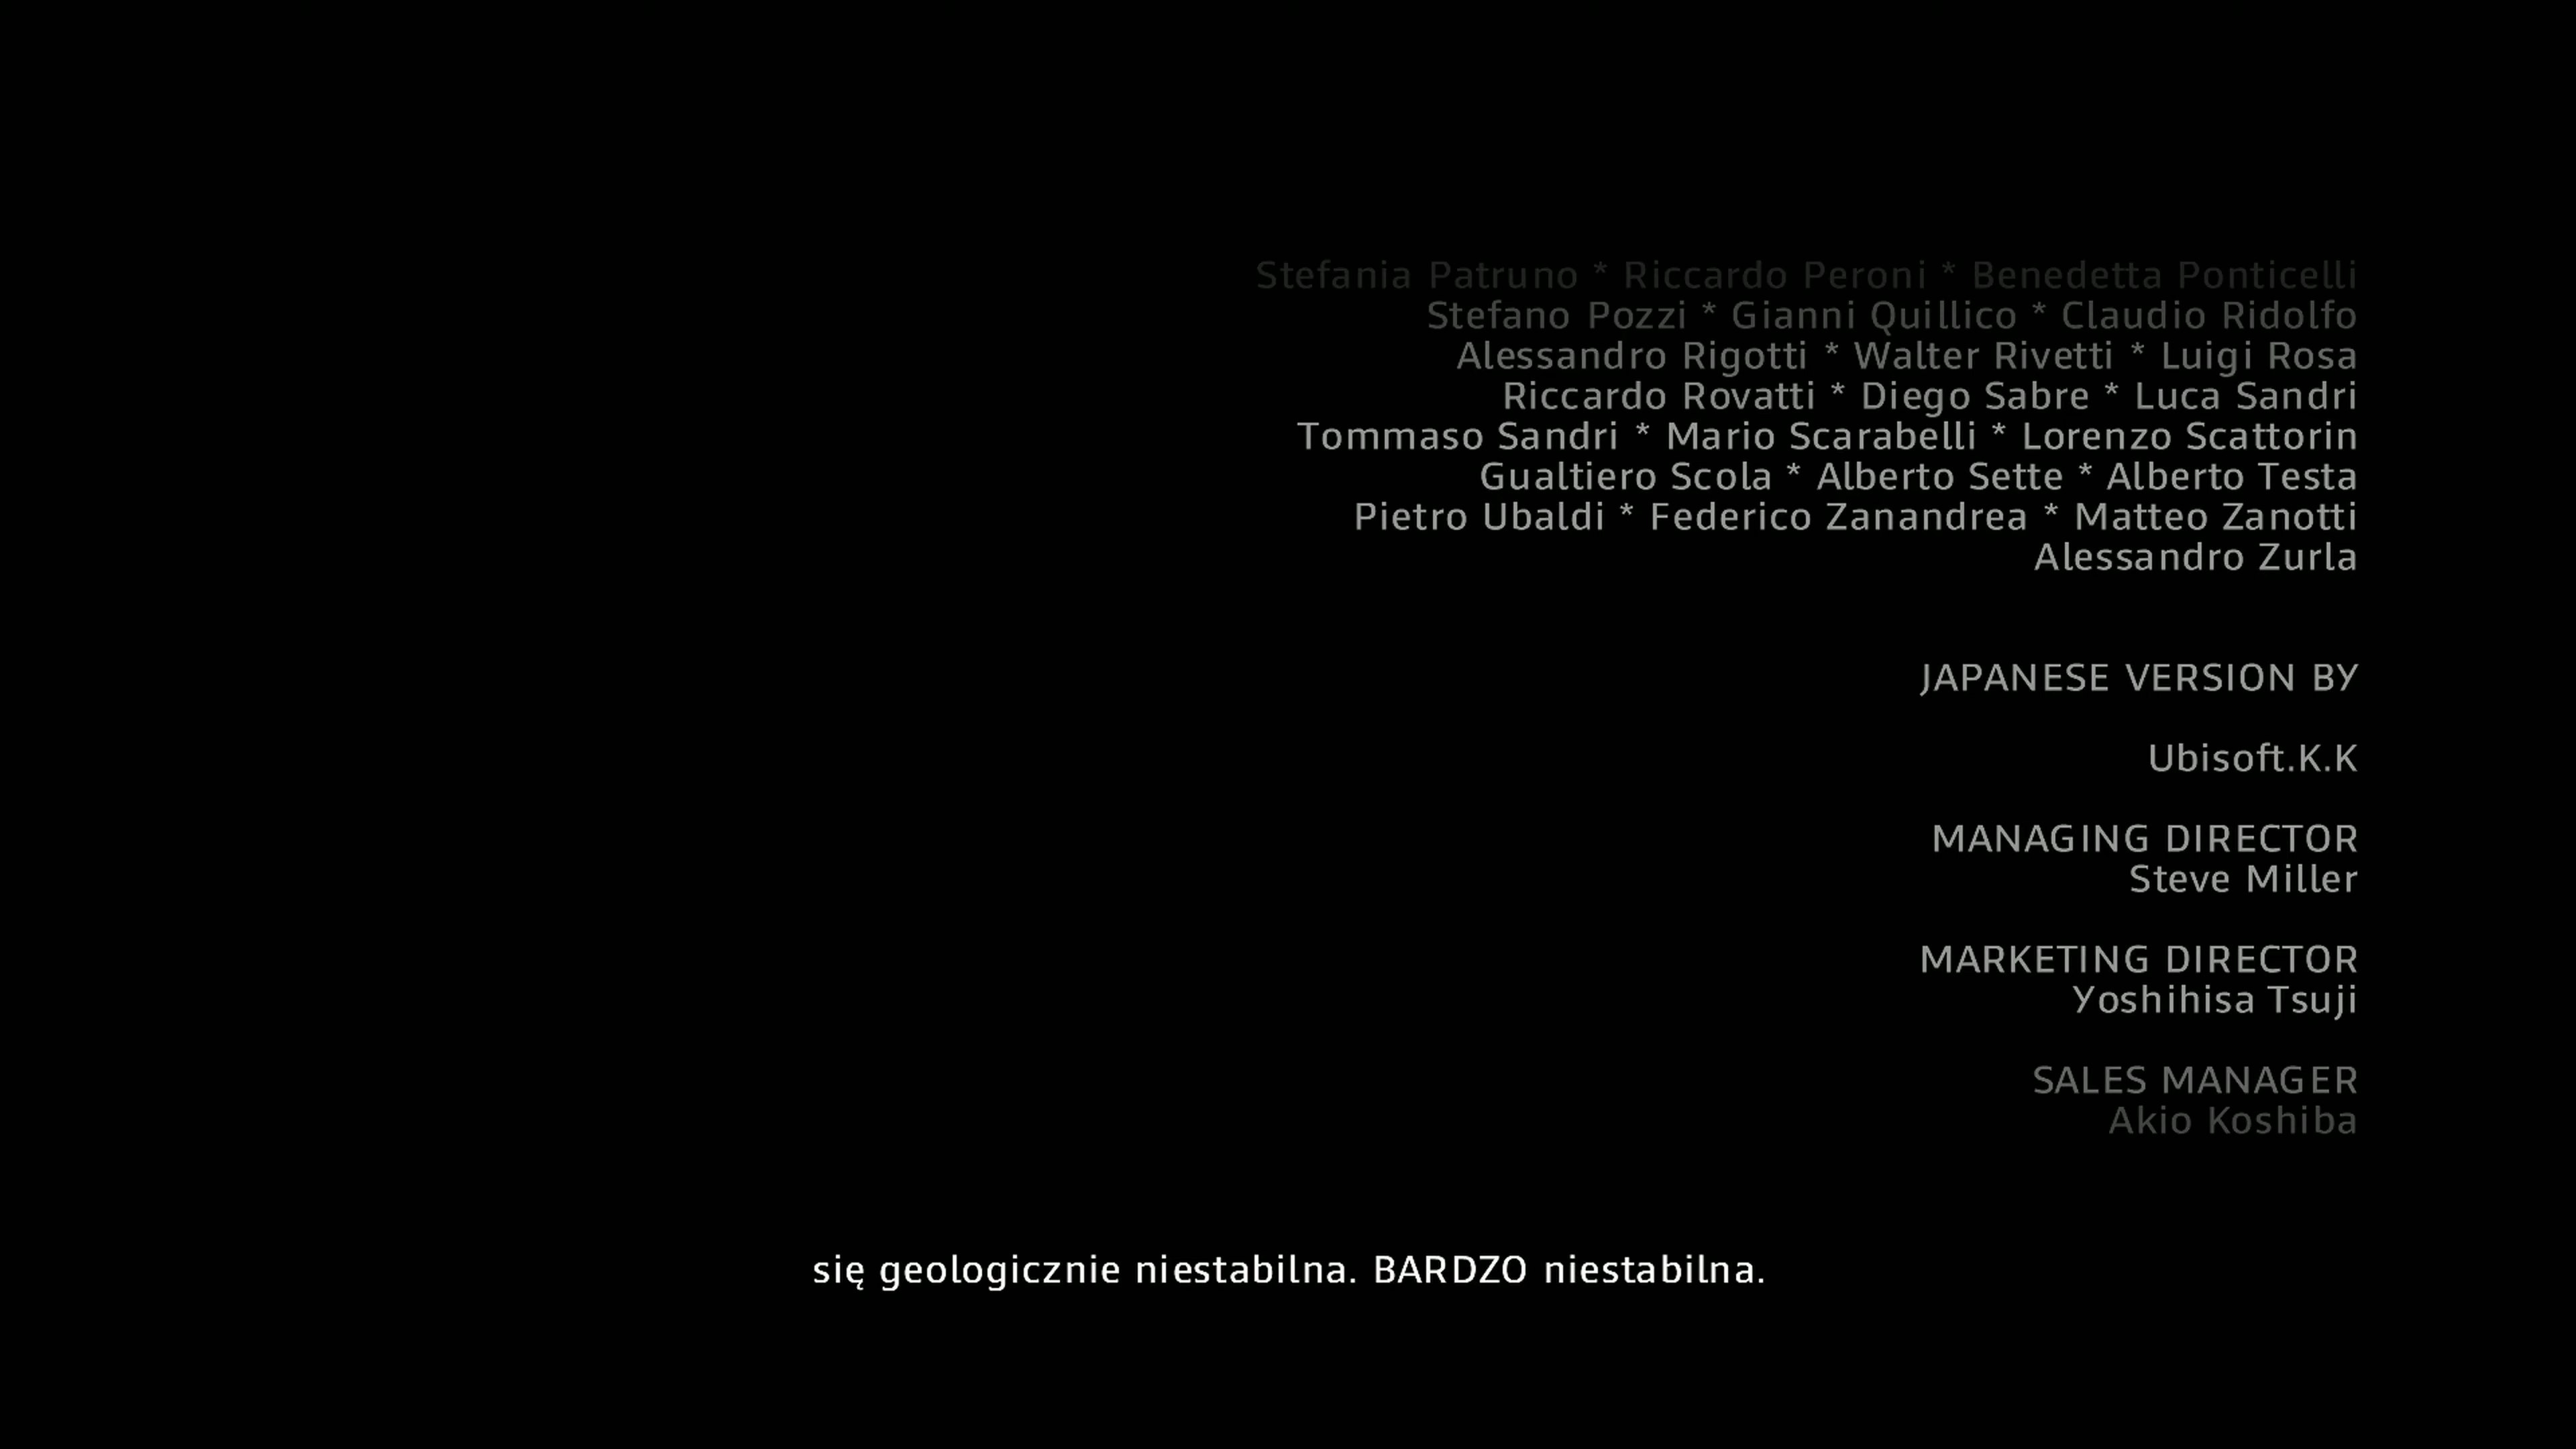 Stefania Patruno * Riccardo Peroni * Benedetta Ponticelli
Stefano Pozzi * Gianni Quillico * Claudio Ridolfo
Alessandro Rigotti * Walter Rivetti * Luigi Rosa
Riccardo Rovatti * Diego Sabre * Luca Sandri
Tommaso Sandri * Mario Scarabelli * Lorenzo Scattorin
Gualtiero Scola * Alberto Sette * Alberto Testa
Pietro Ubaldi * Federico Zanandrea * Matteo Zanotti
Alessandro Zurla
JAPANESE VERSION BY
Ubisoft.K.K
MANAGING DIRECTOR
Steve Miller
MARKETING DIRECTOR
Yoshihisa Tsuji
SALES MANAGER
Akio Koshiba
się geologicznie niestabilna. BARDZO niestabilna.